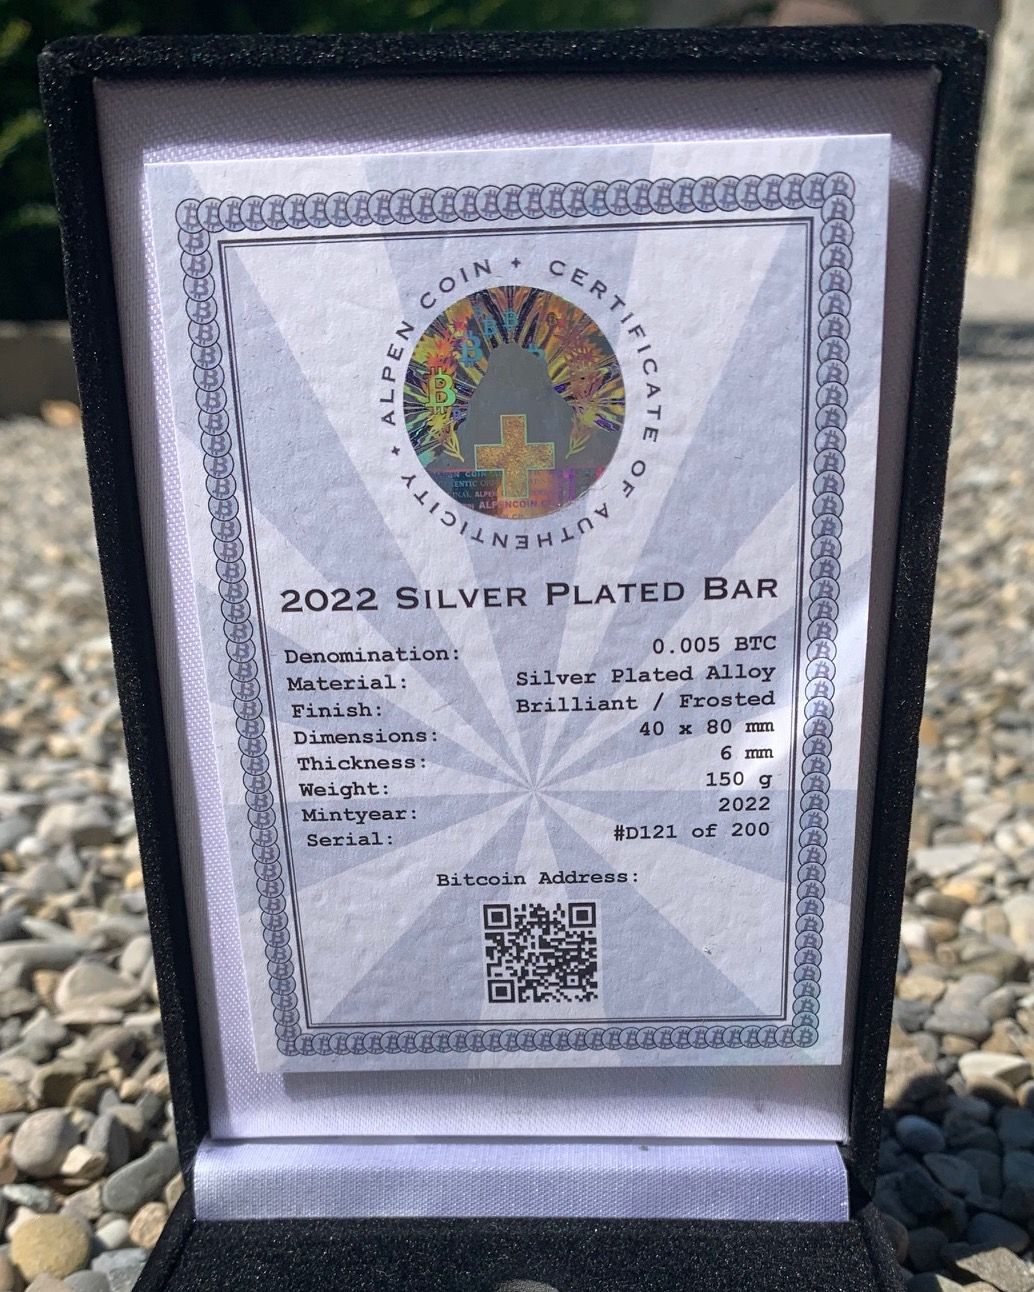 ALPEN COIN + CERTIFICATE OF AUTHENTICITY +
2022 SILVER PLATED BAR
Denomination: 0.005 BTC
Material: Silver Plated Alloy
Finish: Brilliant / Frosted
Dimensions: 40 x 80 mm
Thickness: 6 mm
Weight: 150 g
Mintyear: 2022
Serial: #D121 of 200
Bitcoin Address: